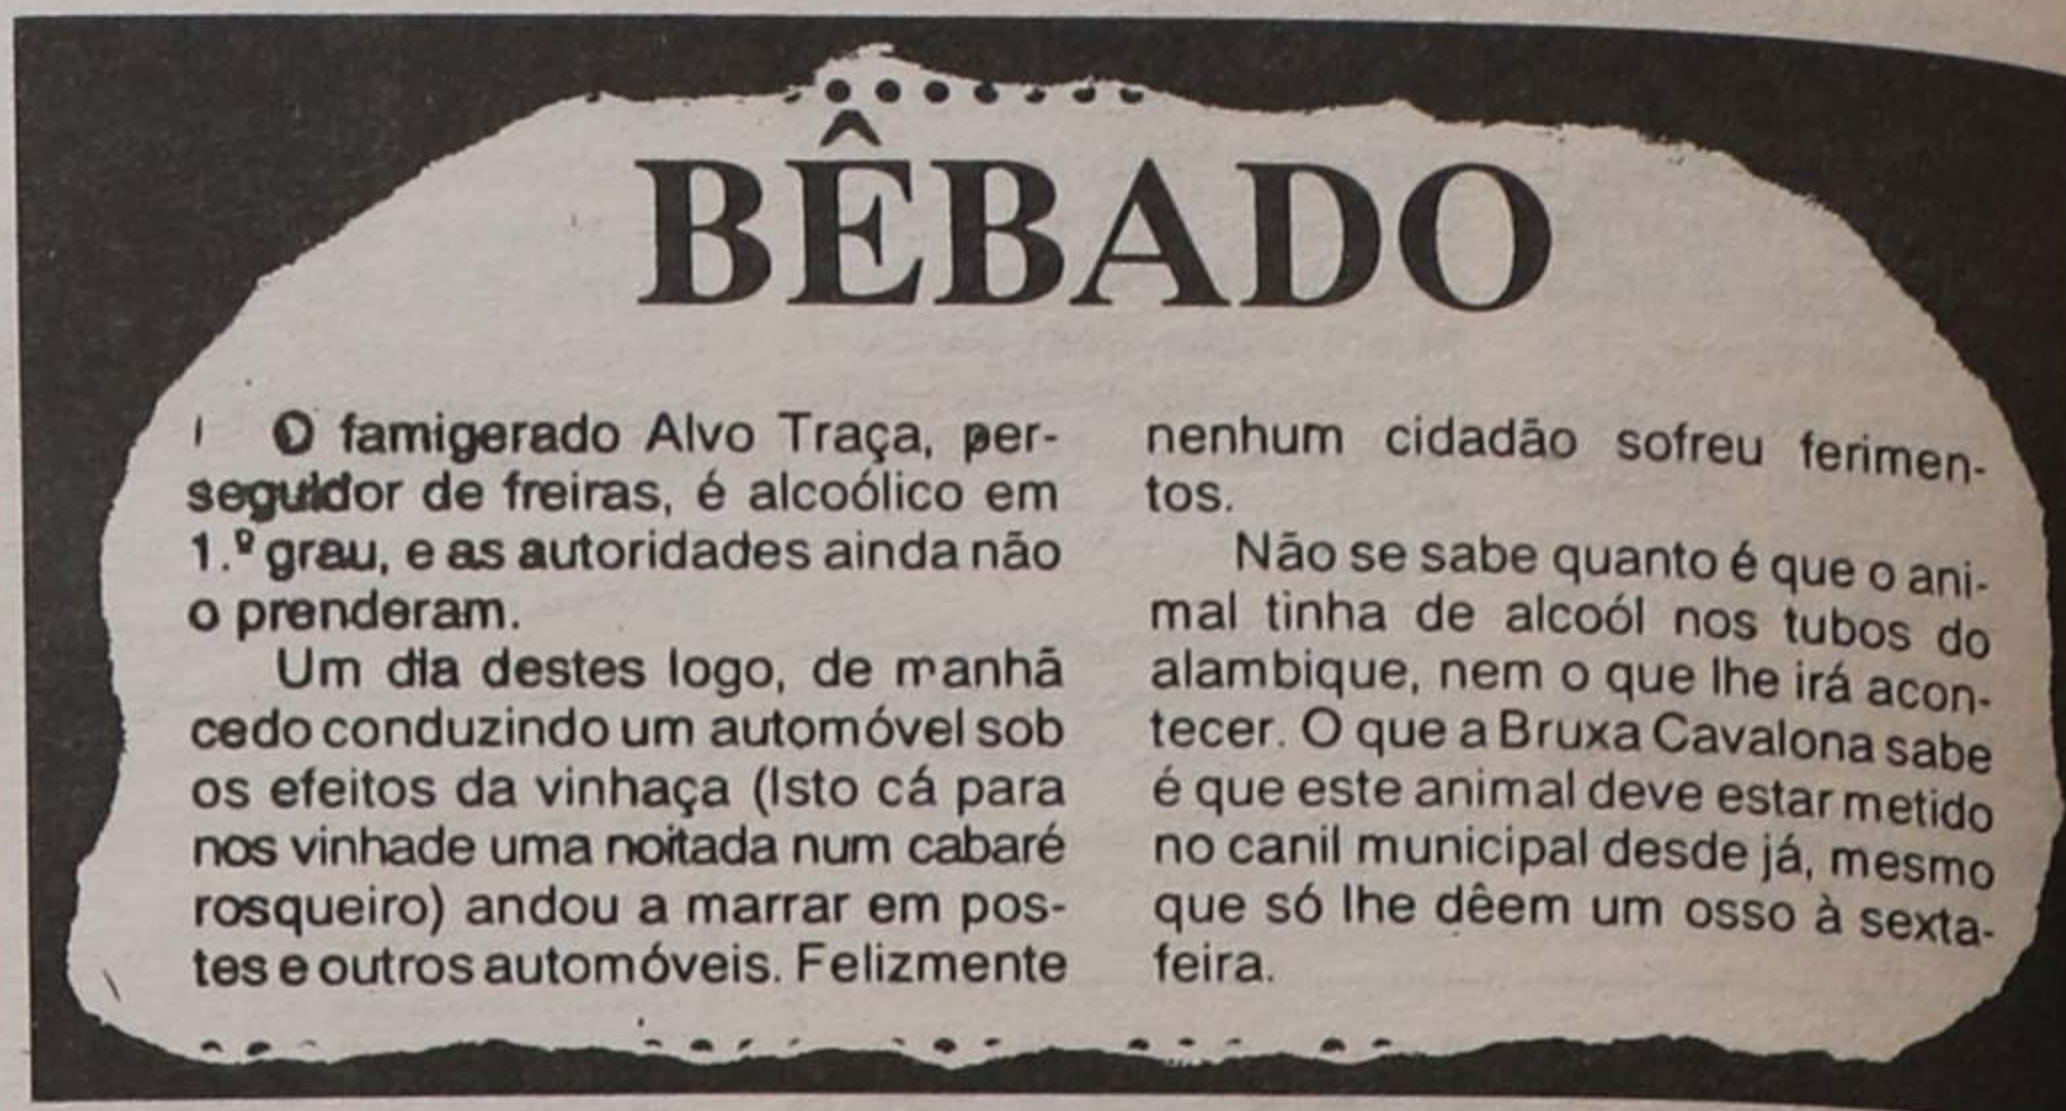 BÊBADO
O famigerado Alvo Traça, per-
seguidor de freiras, é alcoólico em
1.º grau, e as autoridades ainda não
o prenderam.
Um dia destes logo, de manhã
cedo conduzindo um automóvel sob
os efeitos da vinhaça (Isto cá para
nos vinhade uma noitada num cabaré
rosqueiro) andou a marrar em pos-
tes e outros automóveis. Felizmente
nenhum cidadão sofreu ferimen-
tos.
Não se sabe quanto é que o ani-
mal tinha de alcoól nos tubos do
alambique, nem o que lhe irá acon-
tecer. O que a Bruxa Cavalona sabe
é que este animal deve estar metido
no canil municipal desde já, mesmo
que só lhe dêem um osso à sexta-
feira.